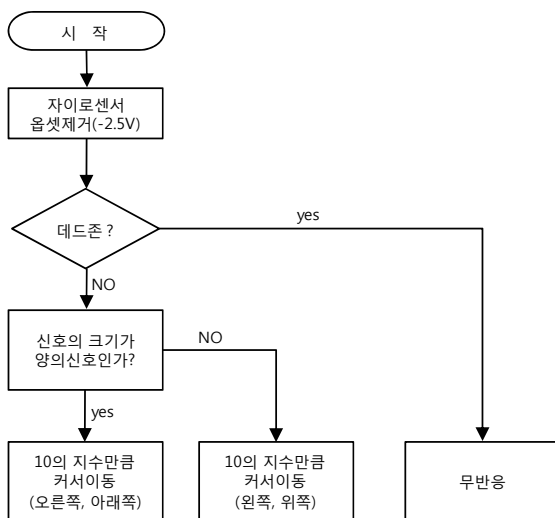 시 작
자이로센서
옵셋제거(-2.5V)
데드존 ?
yes
NO
신호의 크기가
양의신호인가?
NO
yes
10의 지수만큼
커서이동
(오른쪽, 아래쪽)
10의 지수만큼
커서이동
(왼쪽, 위쪽)
무반응